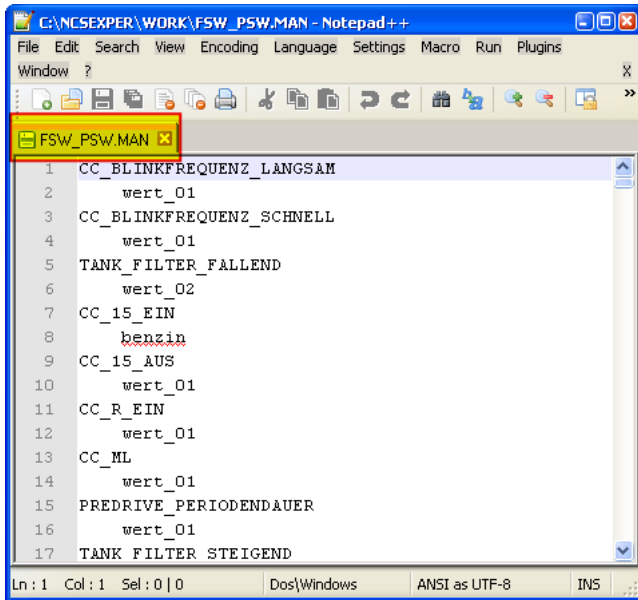 C:\NCSEXPER\WORK\FSW_PSW.MAN - Notepad++
File Edit Search View Encoding Language Settings Macro Run Plugins
Window ? X
FSW_PSW.MAN
1 CC_BLINKFREQUENZ_LANGSAM
2 wert_01
3 CC_BLINKFREQUENZ_SCHNELL
4 wert_01
5 TANK_FILTER_FALLEND
6 wert_02
7 CC_15_EIN
8 benzin
9 CC_15_AUS
10 wert_01
11 CC_R_EIN
12 wert_01
13 CC_ML
14 wert_01
15 PREDRIVE_PERIODENDAUER
16 wert_01
17 TANK_FILTER_STEIGEND
Ln : 1 Col : 1 Sel : 0 | 0 Dos\Windows ANSI as UTF-8 INS